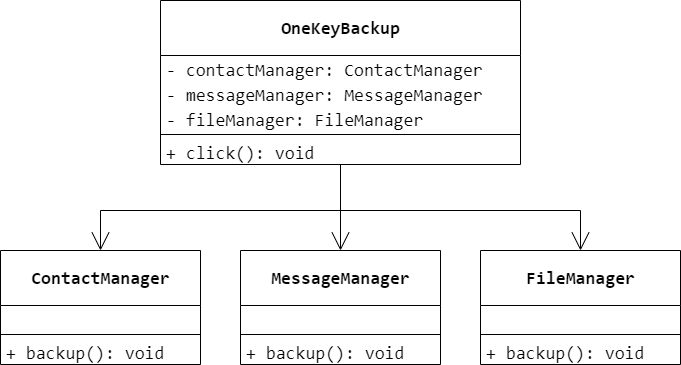 OneKeyBackup
- contactManager: ContactManager
- messageManager: MessageManager
- fileManager: FileManager
+ click(): void
ContactManager
MessageManager
FileManager
+ backup(): void
+ backup(): void
+ backup(): void